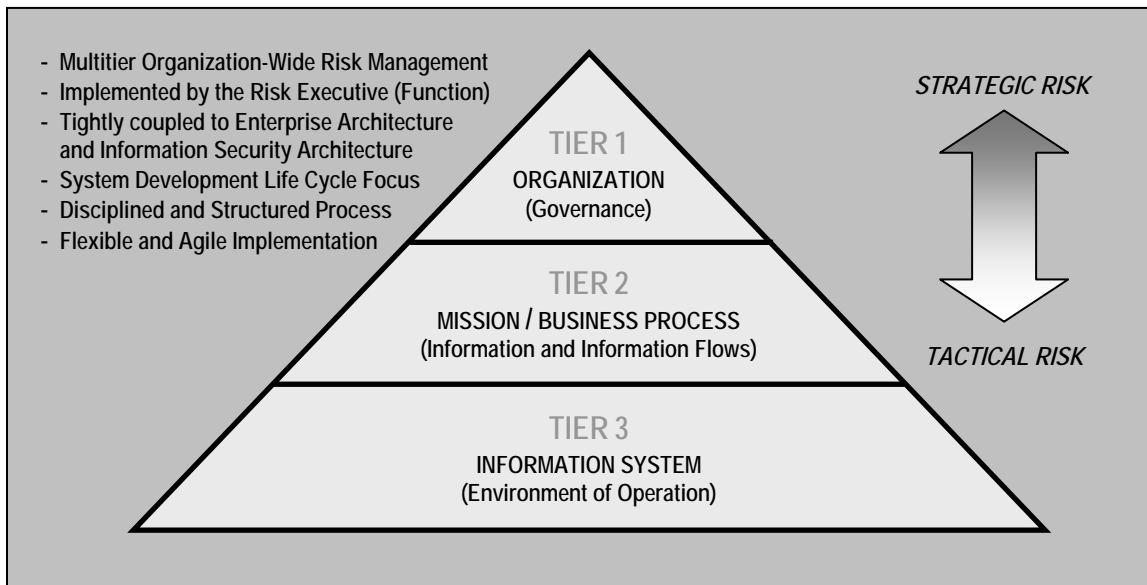 - Multitier Organization-Wide Risk Management
- Implemented by the Risk Executive (Function)
- Tightly coupled to Enterprise Architecture
and Information Security Architecture
- System Development Life Cycle Focus
- Disciplined and Structured Process
- Flexible and Agile Implementation
TIER 1
ORGANIZATION
(Governance)
TIER 2
MISSION / BUSINESS PROCESS
(Information and Information Flows)
TIER 3
INFORMATION SYSTEM
(Environment of Operation)
STRATEGIC RISK
TACTICAL RISK